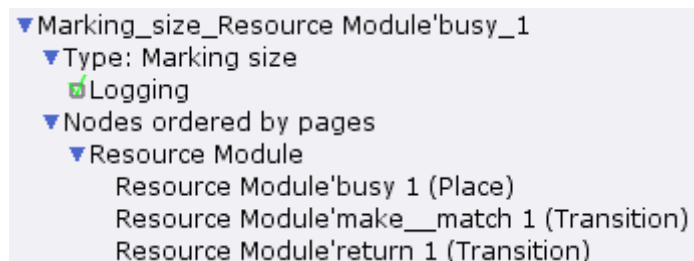 Marking_size_Resource Module'busy_1
Type: Marking size
Logging
Nodes ordered by pages
Resource Module
Resource Module'busy 1 (Place)
Resource Module'make__match 1 (Transition)
Resource Module'return 1 (Transition)